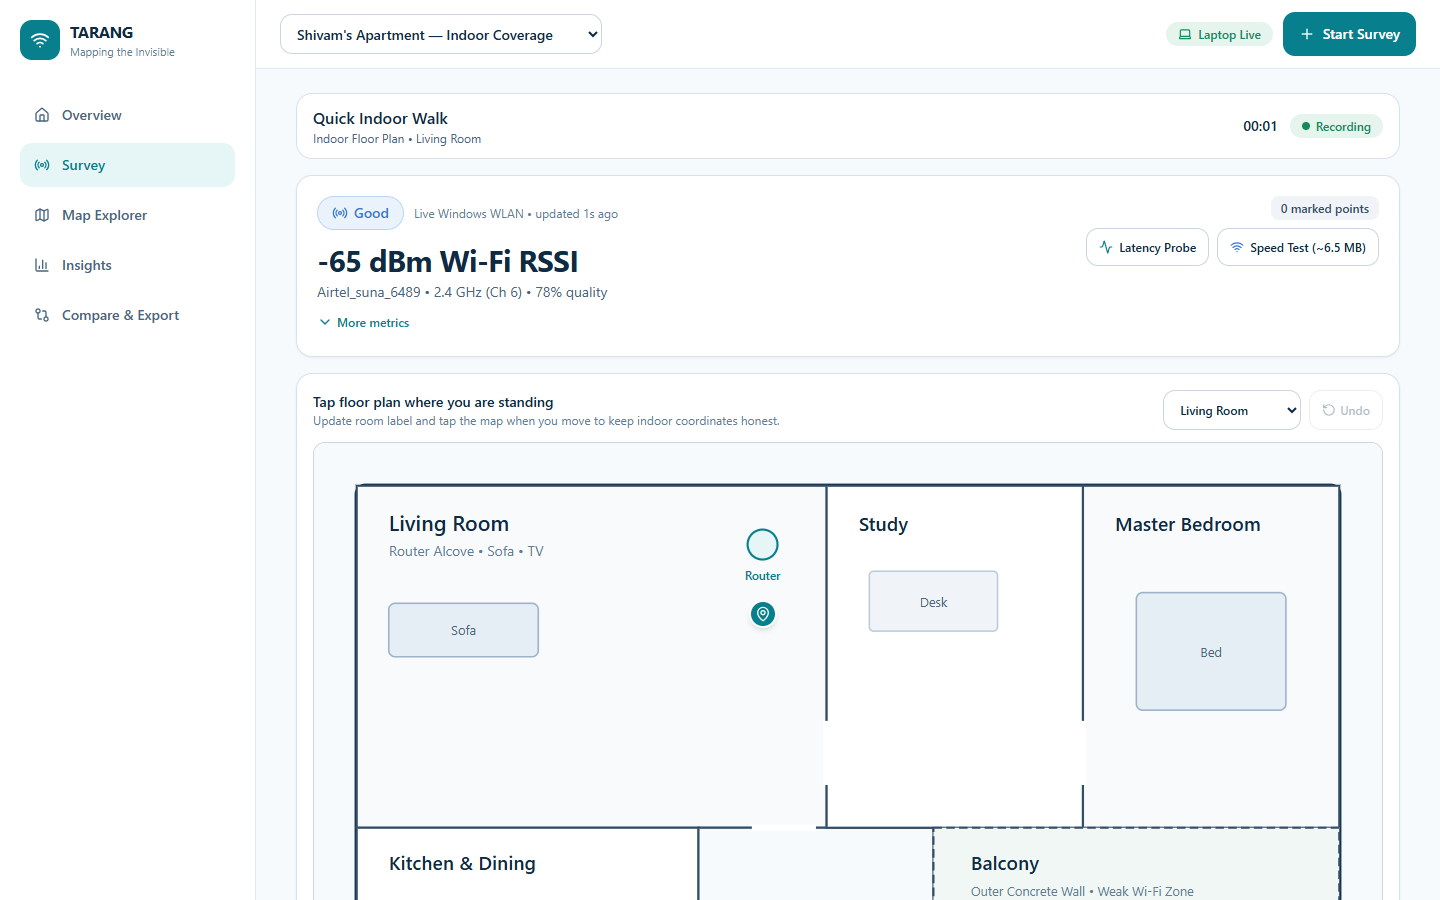 TARANG
Mapping the Invisible
Overview
Survey
Map Explorer
Insights
Compare & Export
Shivam's Apartment — Indoor Coverage
Laptop Live
Start Survey
Quick Indoor Walk
Indoor Floor Plan • Living Room
00:01
Recording
Good
Live Windows WLAN • updated 1s ago
0 marked points
-65 dBm Wi-Fi RSSI
Latency Probe
Speed Test (~6.5 MB)
Airtel_suna_6489 • 2.4 GHz (Ch 6) • 78% quality
More metrics
Tap floor plan where you are standing
Update room label and tap the map when you move to keep indoor coordinates honest.
Living Room
Undo
Living Room
Router Alcove • Sofa • TV
Router
Sofa
Study
Desk
Master Bedroom
Bed
Kitchen & Dining
Balcony
Outer Concrete Wall • Weak Wi-Fi Zone